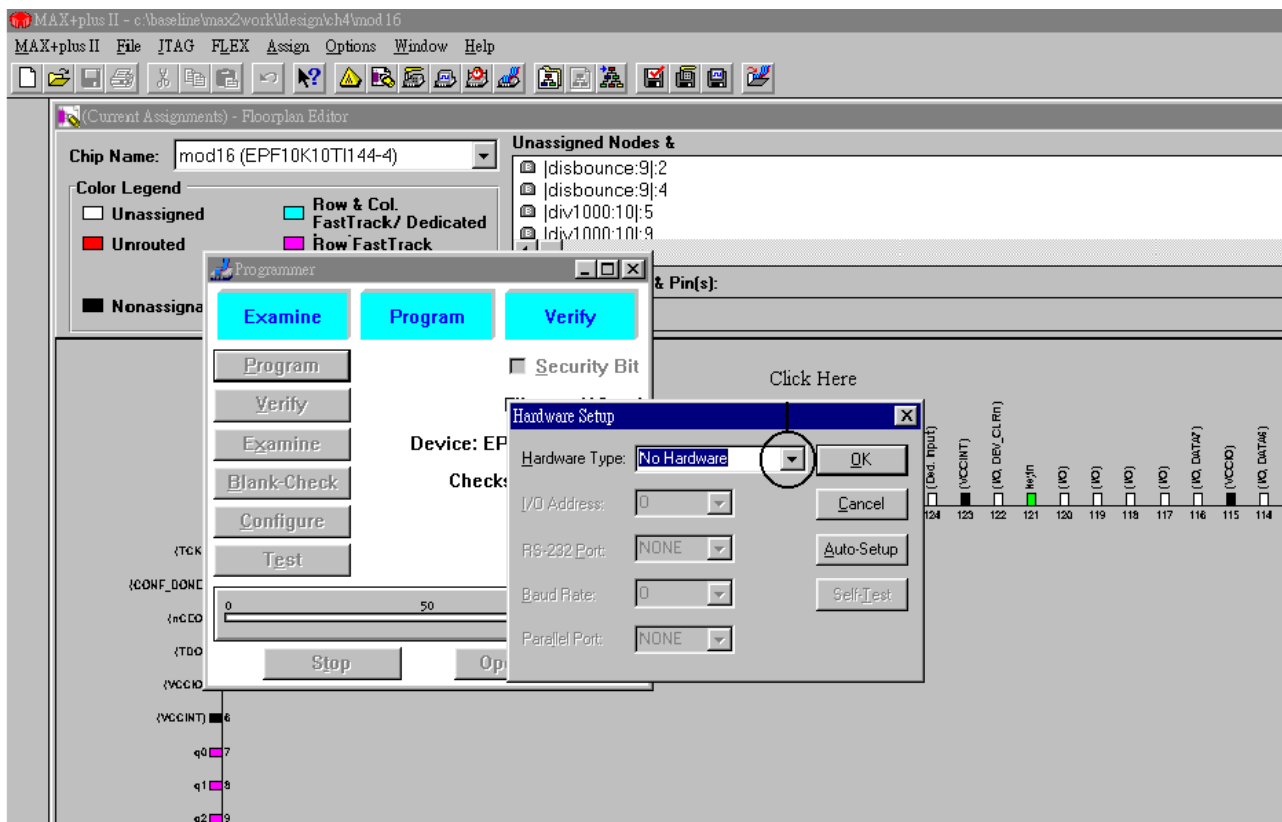 MAX+plus II - c:\baseline\max2work\ldesign\ch4\mod16
MAX+plus II File JTAG FLEX Assign Options Window Help
(Current Assignments) - Floorplan Editor
Chip Name: mod16 (EPF10K10TI144-4)
Color Legend
Unassigned
Row & Col.
FastTrack/ Dedicated
Unrouted
Row FastTrack
Nonassigna
Unassigned Nodes &
|disbounce:9|:2
|disbounce:9|:4
|div1000:10|:5
|div1000:10|:9
& Pin(s):
Programmer
Examine Program Verify
Program
Security Bit
Verify
Examine
Device: EP
Blank-Check
Checks
Configure
Test
0 50
Stop
Ope
Click Here
Hardware Setup
Hardware Type: No Hardware
OK
I/O Address: 0
Cancel
RS-232 Port: NONE
Auto-Setup
Baud Rate: 0
Self-Test
Parallel Port: NONE
(Ded. Input) (VCCINT) (I/O, DEV_CLRn) keyin (I/O) (I/O) (I/O) (I/O) (I/O, DATA7) (VCCIO) (I/O, DATA6)
124 123 122 121 120 119 118 117 116 115 114
(TCK
(CONF_DONE
(nCEO
(TDO
(VCCIO
(VCCINT) 6
q0 7
q1 8
q2 9